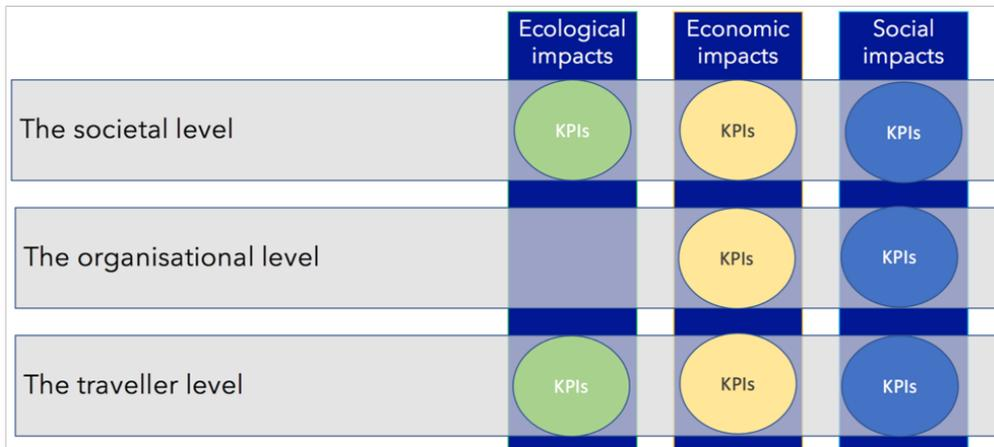 Ecological
impacts
Economic
impacts
Social
impacts
The societal level
KPIs
KPIs
KPIs
The organisational level
KPIs
KPIs
The traveller level
KPIs
KPIs
KPIs